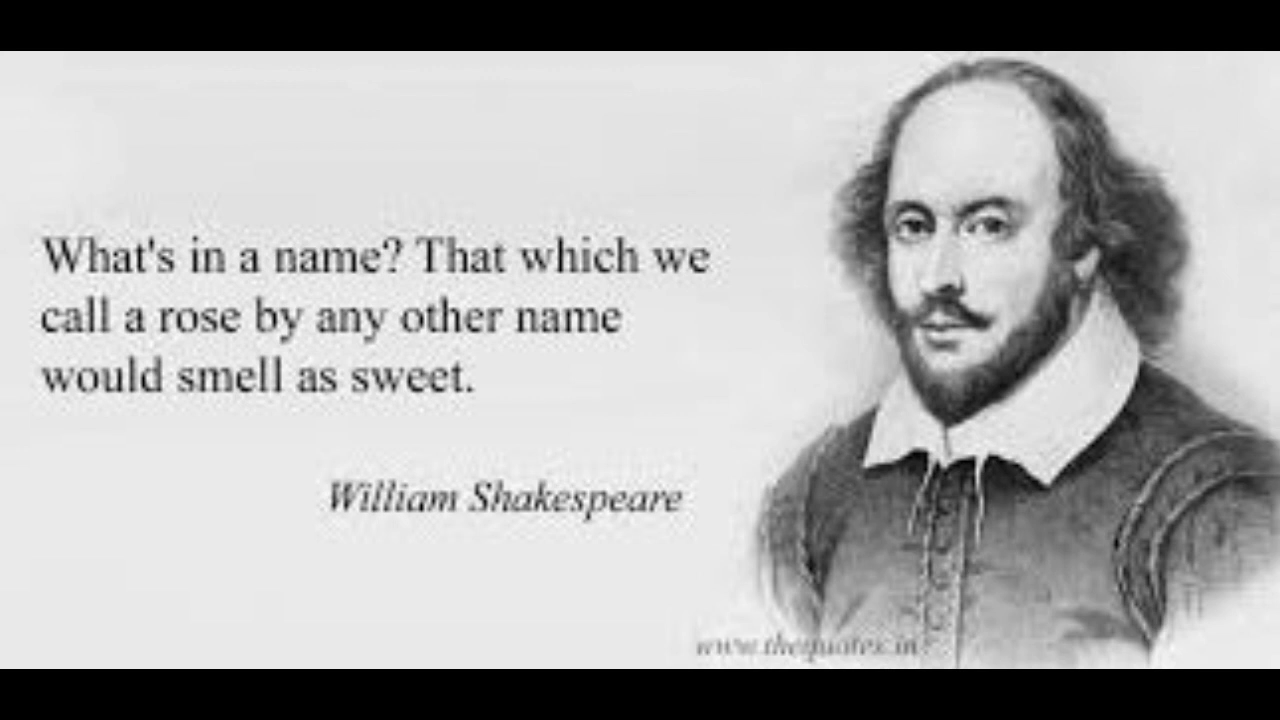 What's in a name? That which we
call a rose by any other name
would smell as sweet.
William Shakespeare
www.thequotes.in